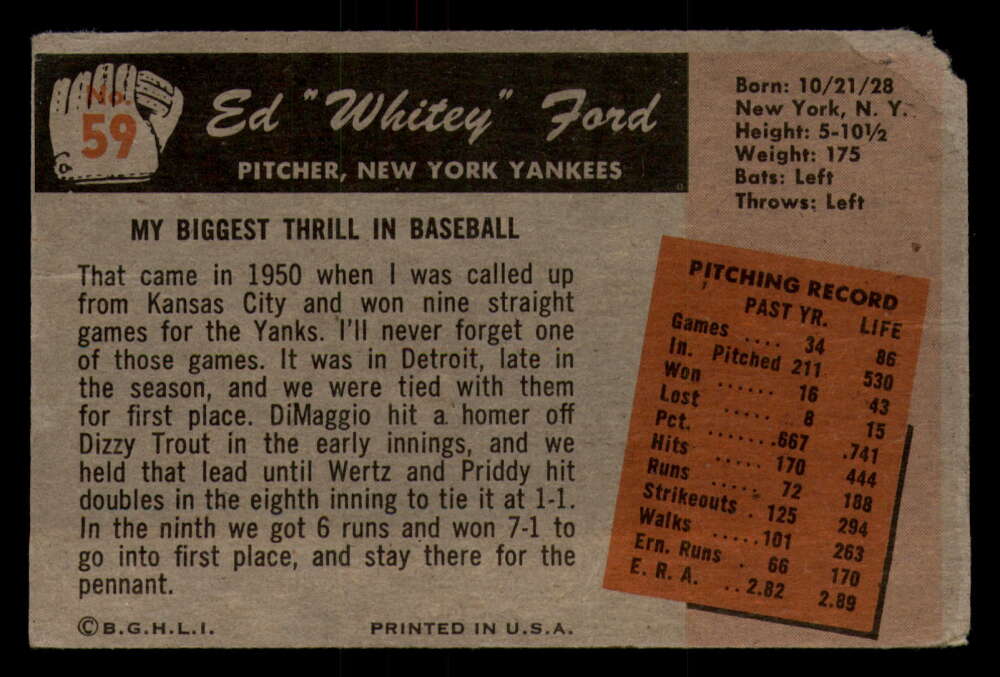 No.
59
Ed "Whitey" Ford
PITCHER, NEW YORK YANKEES
Born: 10/21/28
New York, N. Y.
Height: 5-10½
Weight: 175
Bats: Left
Throws: Left
MY BIGGEST THRILL IN BASEBALL
That came in 1950 when I was called up
from Kansas City and won nine straight
games for the Yanks. I'll never forget one
of those games. It was in Detroit, late in
the season, and we were tied with them
for first place. DiMaggio hit a homer off
Dizzy Trout in the early innings, and we
held that lead until Wertz and Priddy hit
doubles in the eighth inning to tie it at 1-1.
In the ninth we got 6 runs and won 7-1 to
go into first place, and stay there for the
pennant.
PITCHING RECORD
PAST YR. LIFE
Games .... 34 86
In. Pitched 211 530
Won ...... 16 43
Lost ..... 8 15
Pct. .......667 .741
Hits ..... 170 444
Runs ..... 72 188
Strikeouts . 125 294
Walks .....101 263
Ern. Runs . 66 170
E. R. A. ..2.82 2.89
©B.G.H.L.I. PRINTED IN U.S.A.